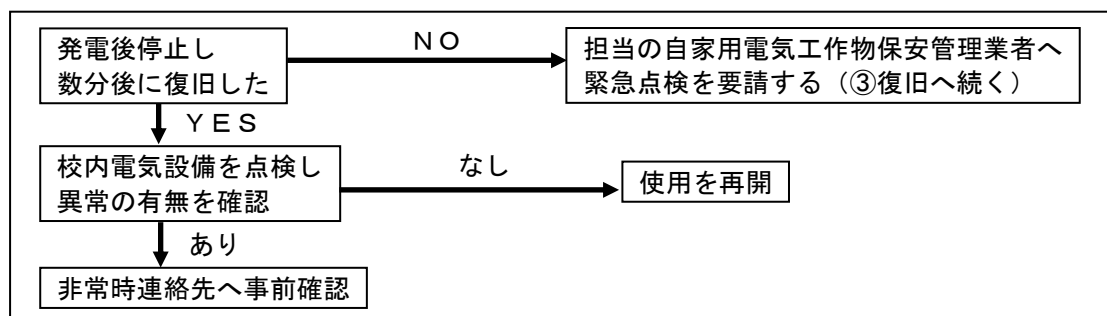 発電後停止し
数分後に復旧した
ＮＯ
担当の自家用電気工作物保安管理業者へ
緊急点検を要請する（③復旧へ続く）
ＹＥＳ
校内電気設備を点検し
異常の有無を確認
なし
使用を再開
あり
非常時連絡先へ事前確認